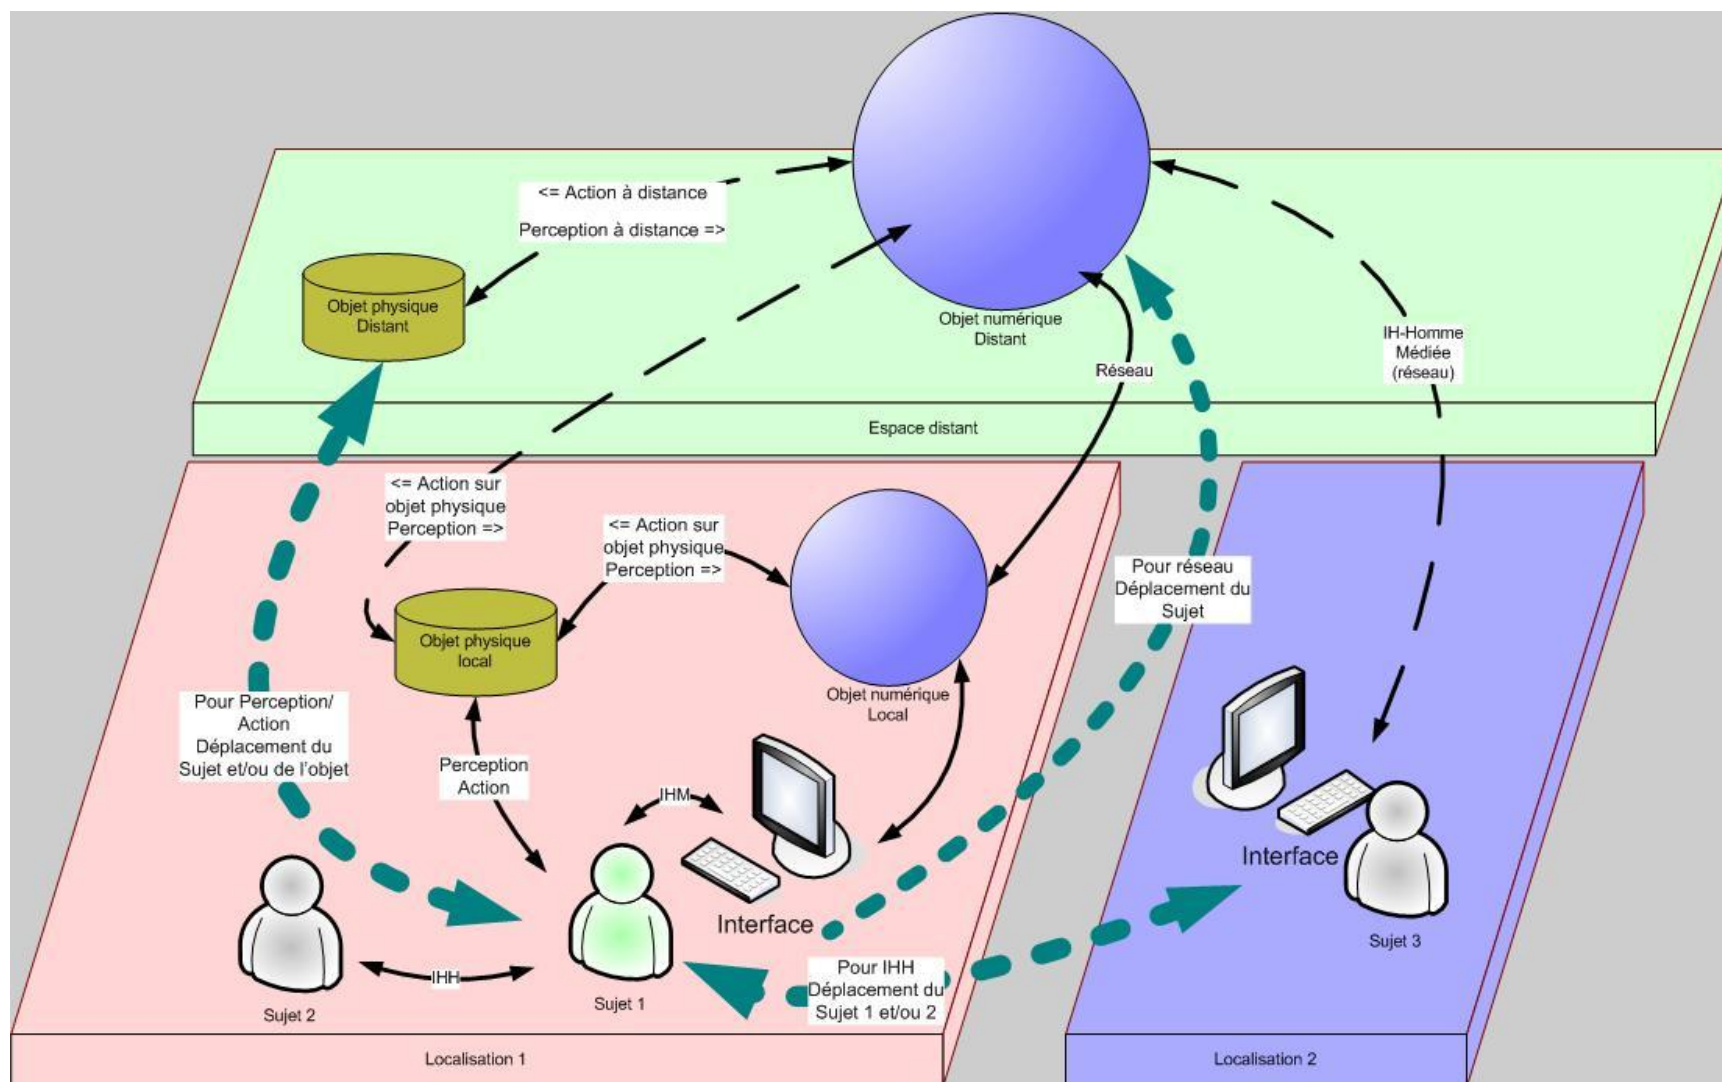 <= Action à distance
Perception à distance =>
Objet physique
Distant
Objet numérique
Distant
IH-Homme
Médiée
(réseau)
Réseau
Espace distant
<= Action sur
objet physique
Perception =>
<= Action sur
objet physique
Perception =>
Pour réseau
Déplacement du
Sujet
Objet physique
local
Objet numérique
Local
Pour Perception/
Action
Déplacement du
Sujet et/ou de l'objet
Perception
Action
IHM
Interface
Interface
Sujet 3
IHH
Sujet 2
Sujet 1
Pour IHH
Déplacement du
Sujet 1 et/ou 2
Localisation 1
Localisation 2